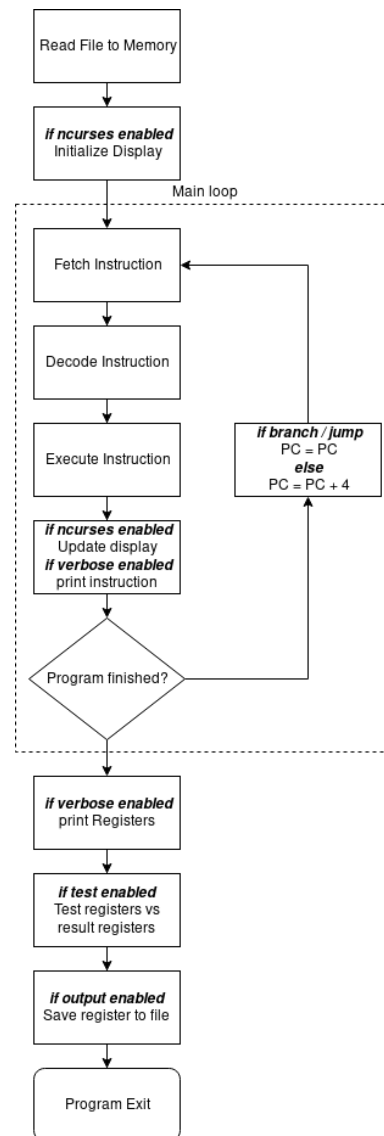 Read File to Memory
if ncurses enabled
Initialize Display
Main loop
Fetch Instruction
Decode Instruction
Execute Instruction
if branch / jump
PC = PC
else
PC = PC + 4
if ncurses enabled
Update display
if verbose enabled
print instruction
Program finished?
if verbose enabled
print Registers
if test enabled
Test registers vs
result registers
if output enabled
Save register to file
Program Exit